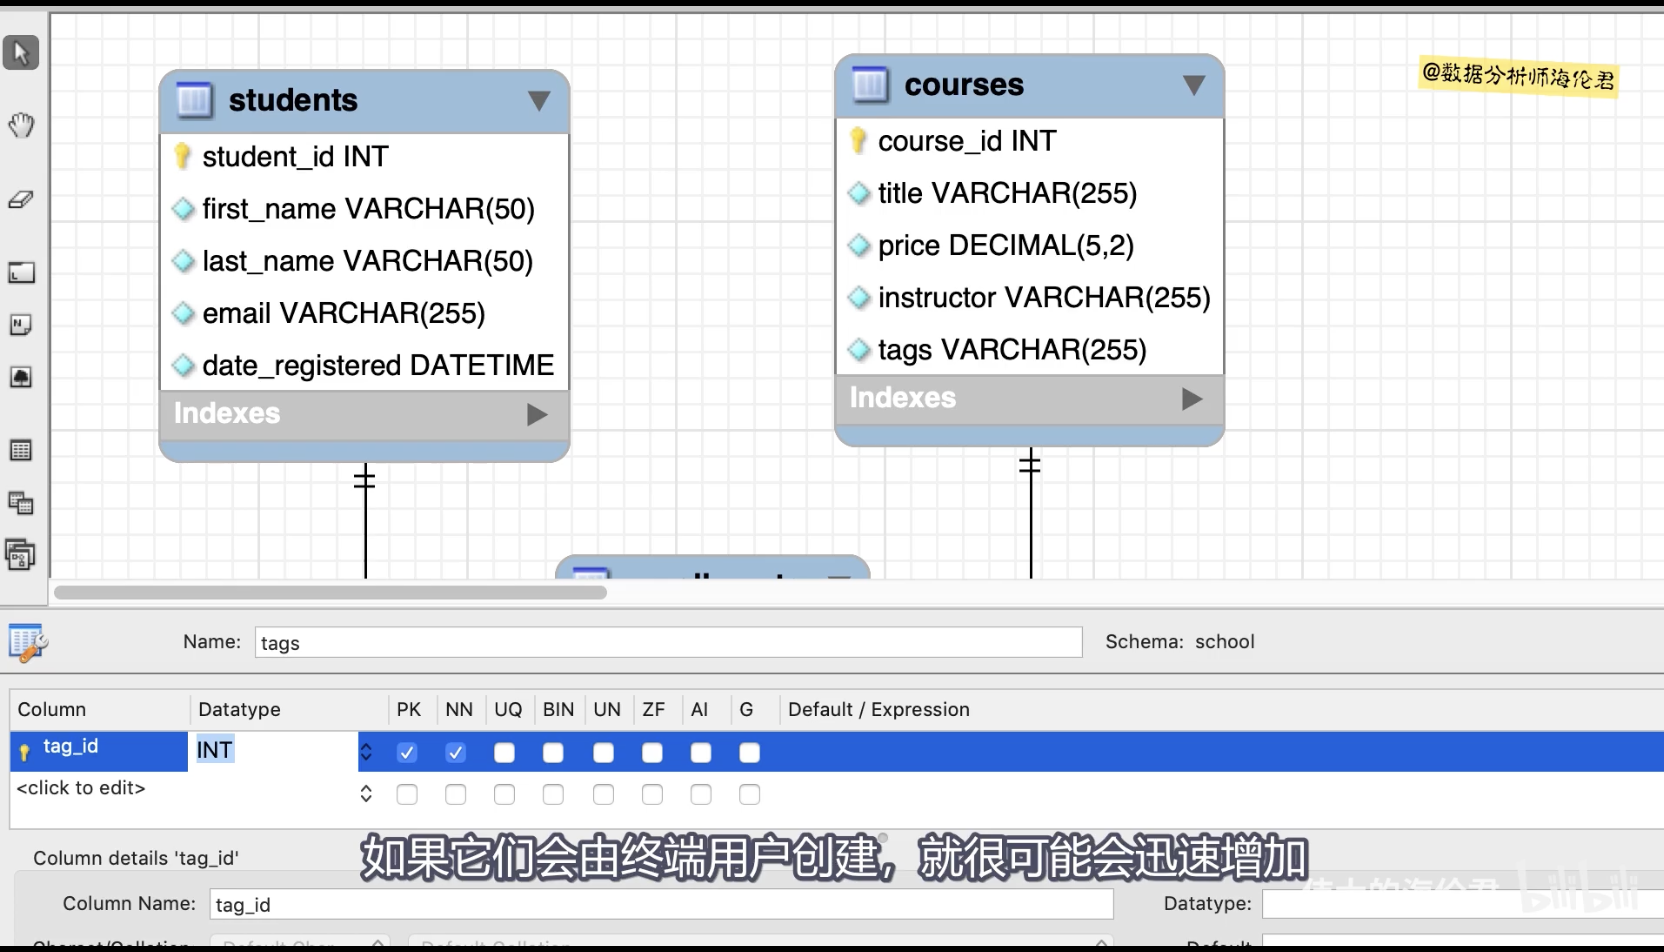 students
student_id INT
first_name VARCHAR(50)
last_name VARCHAR(50)
email VARCHAR(255)
date_registered DATETIME
Indexes
courses
course_id INT
title VARCHAR(255)
price DECIMAL(5,2)
instructor VARCHAR(255)
tags VARCHAR(255)
Indexes
@数据分析师海伦君
Name: tags Schema: school
Column Datatype PK NN UQ BIN UN ZF AI G Default / Expression
tag_id INT
<click to edit>
Column details 'tag_id'
如果它们会由终端用户创建，就很可能会迅速增加
bilibili
Column Name: tag_id Datatype: